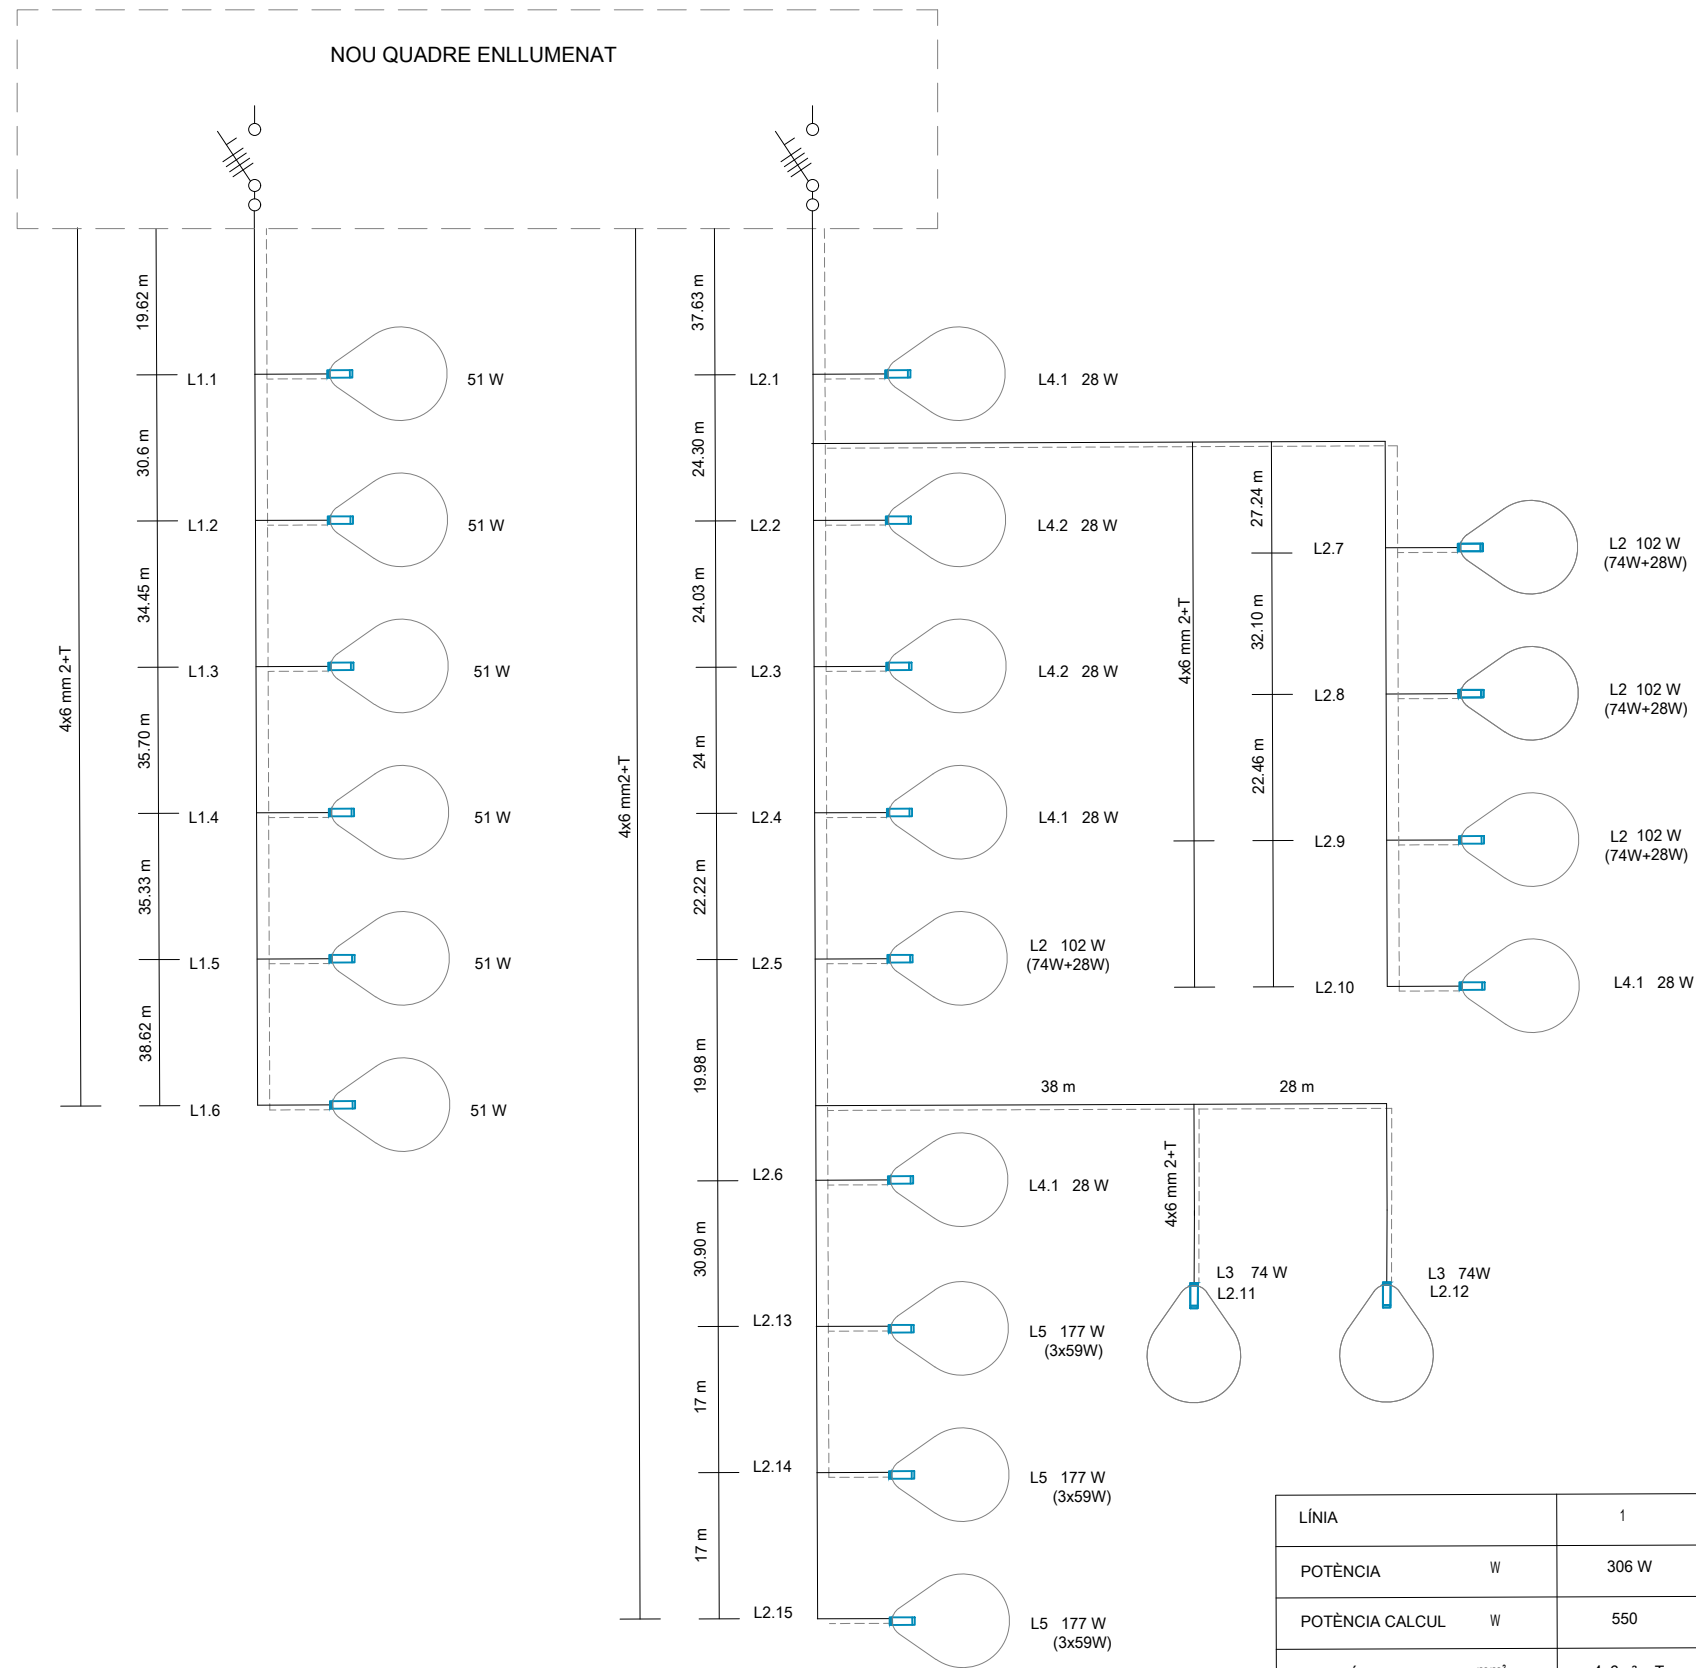 NOU QUADRE ENLLUMENAT
4x6 mm 2+T
19.62 m
30.6 m
34.45 m
35.70 m
35.33 m
38.62 m
L1.1
51 W
L1.2
51 W
L1.3
51 W
L1.4
51 W
L1.5
51 W
L1.6
51 W
4x6 mm2+T
37.63 m
24.30 m
24.03 m
24 m
22.22 m
19.98 m
30.90 m
17 m
17 m
L2.1
L4.1 28 W
L2.2
L4.2 28 W
L2.3
L4.2 28 W
L2.4
L4.1 28 W
L2.5
L2 102 W
(74W+28W)
L2.6
L4.1 28 W
L2.13
L5 177 W
(3x59W)
L2.14
L5 177 W
(3x59W)
L2.15
L5 177 W
(3x59W)
4x6 mm 2+T
27.24 m
32.10 m
22.46 m
L2.7
L2 102 W
(74W+28W)
L2.8
L2 102 W
(74W+28W)
L2.9
L2 102 W
(74W+28W)
L2.10
L4.1 28 W
38 m
28 m
4x6 mm 2+T
L3 74 W
L2.11
L3 74W
L2.12
LÍNIA 1
POTÈNCIA W 306 W
POTÈNCIA CALCUL W 550